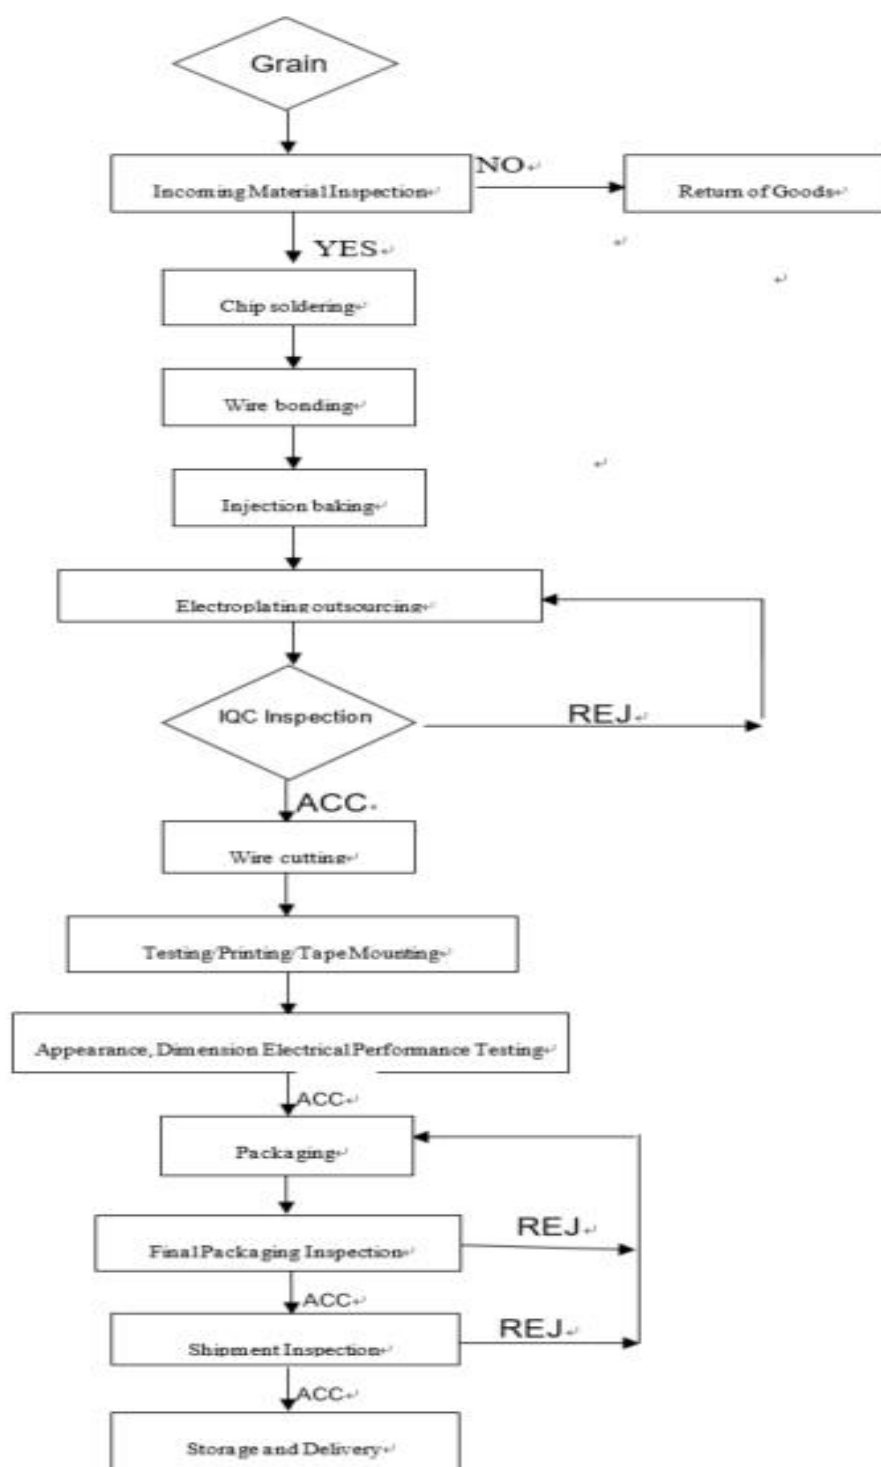 Grain
Incoming Material Inspection
NO
Return of Goods
YES
Chip soldering
Wire bonding
Injection baking
Electroplating outsourcing
IQC Inspection
REJ
ACC
Wire cutting
Testing/Printing/Tape Mounting
Appearance, Dimension Electrical Performance Testing
ACC
Packaging
Final Packaging Inspection
REJ
ACC
Shipment Inspection
REJ
ACC
Storage and Delivery